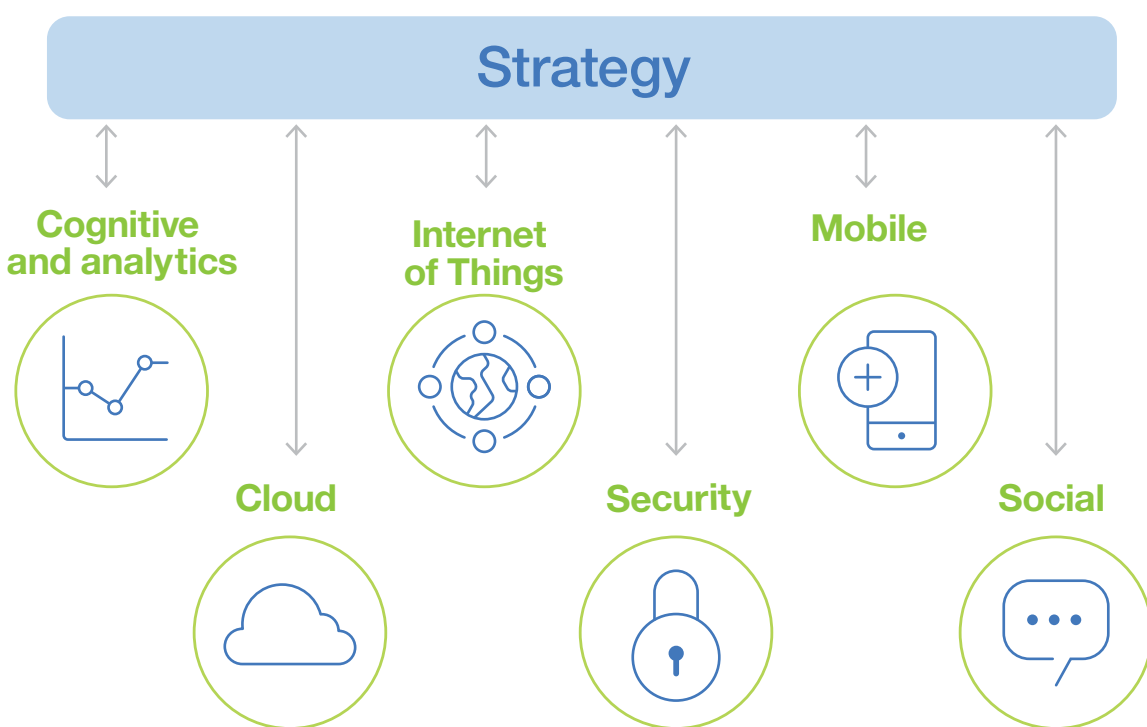 Strategy
Cognitive
and analytics
Internet
of Things
Mobile
Cloud
Security
Social